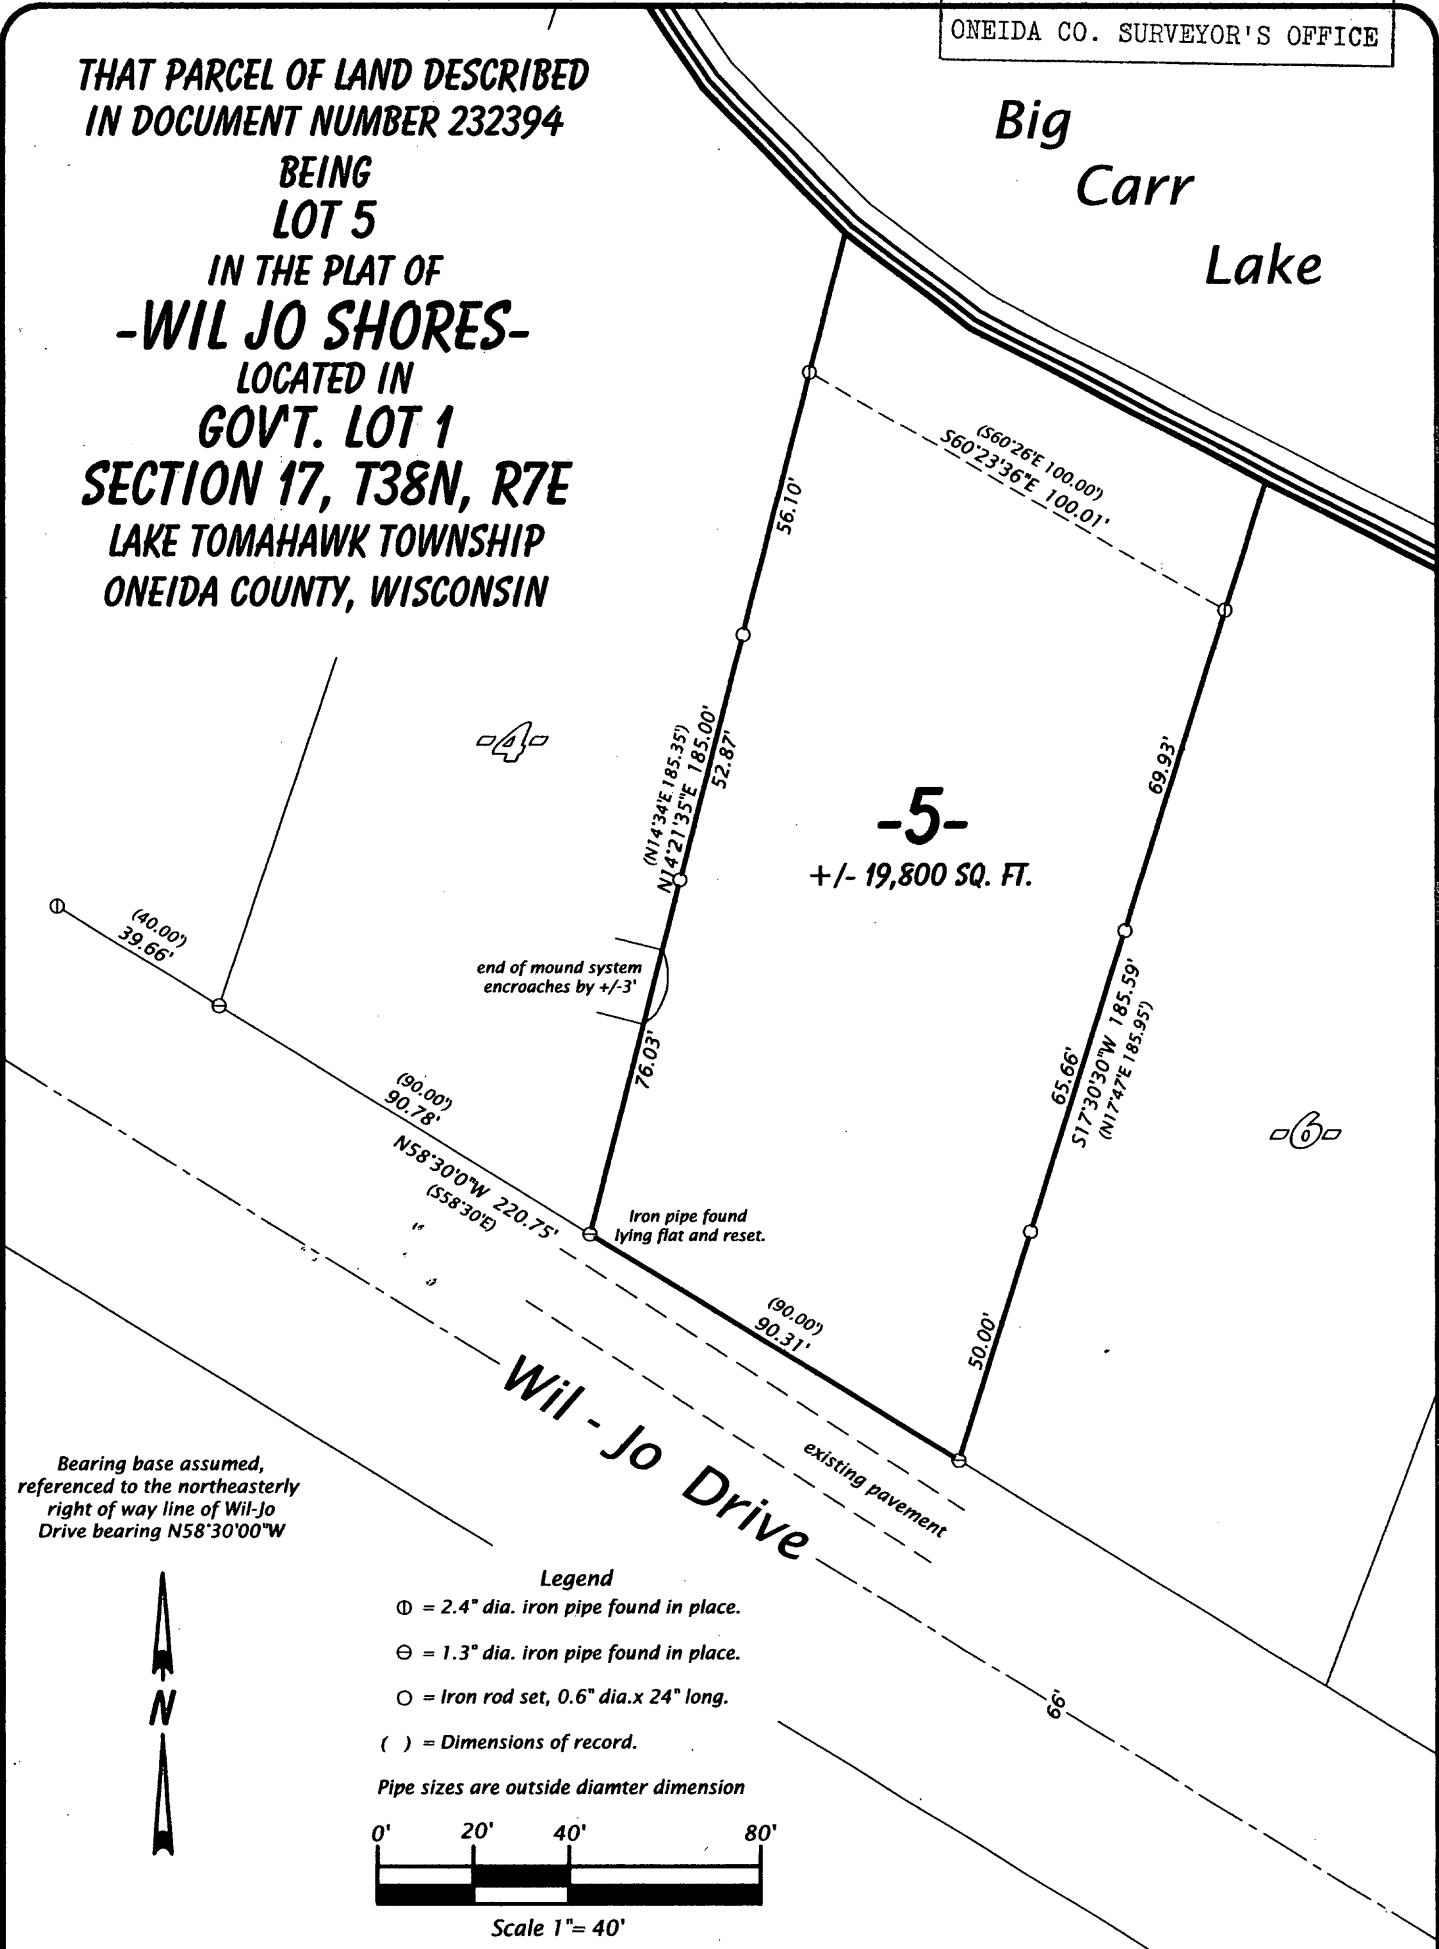 ONEIDA CO. SURVEYOR'S OFFICE
THAT PARCEL OF LAND DESCRIBED
IN DOCUMENT NUMBER 232394
BEING
LOT 5
IN THE PLAT OF
-WIL JO SHORES-
LOCATED IN
GOV'T. LOT 1
SECTION 17, T38N, R7E
LAKE TOMAHAWK TOWNSHIP
ONEIDA COUNTY, WISCONSIN
Big
Carr
Lake
(S60°26'E 100.00')
S60°23'36"E 100.01'
56.10'
-4-
(N14°34'E 185.35')
N14°21'35"E 185.00'
52.87'
69.93'
-5-
+/- 19,800 SQ. FT.
(40.00')
39.66'
end of mound system
encroaches by +/-3'
76.03'
65.66'
S17°30'30"W 185.59'
(N17°47'E 185.95')
-6-
(90.00')
90.78'
N58°30'0"W 220.75'
(S58°30'E)
Iron pipe found
lying flat and reset.
(90.00')
90.31'
50.00'
Wil - Jo Drive
existing pavement
66'
Bearing base assumed,
referenced to the northeasterly
right of way line of Wil-Jo
Drive bearing N58°30'00"W
N
Legend
= 2.4" dia. iron pipe found in place.
= 1.3" dia. iron pipe found in place.
= Iron rod set, 0.6" dia.x 24" long.
( ) = Dimensions of record.
Pipe sizes are outside diamter dimension
0' 20' 40' 80'
Scale 1"= 40'